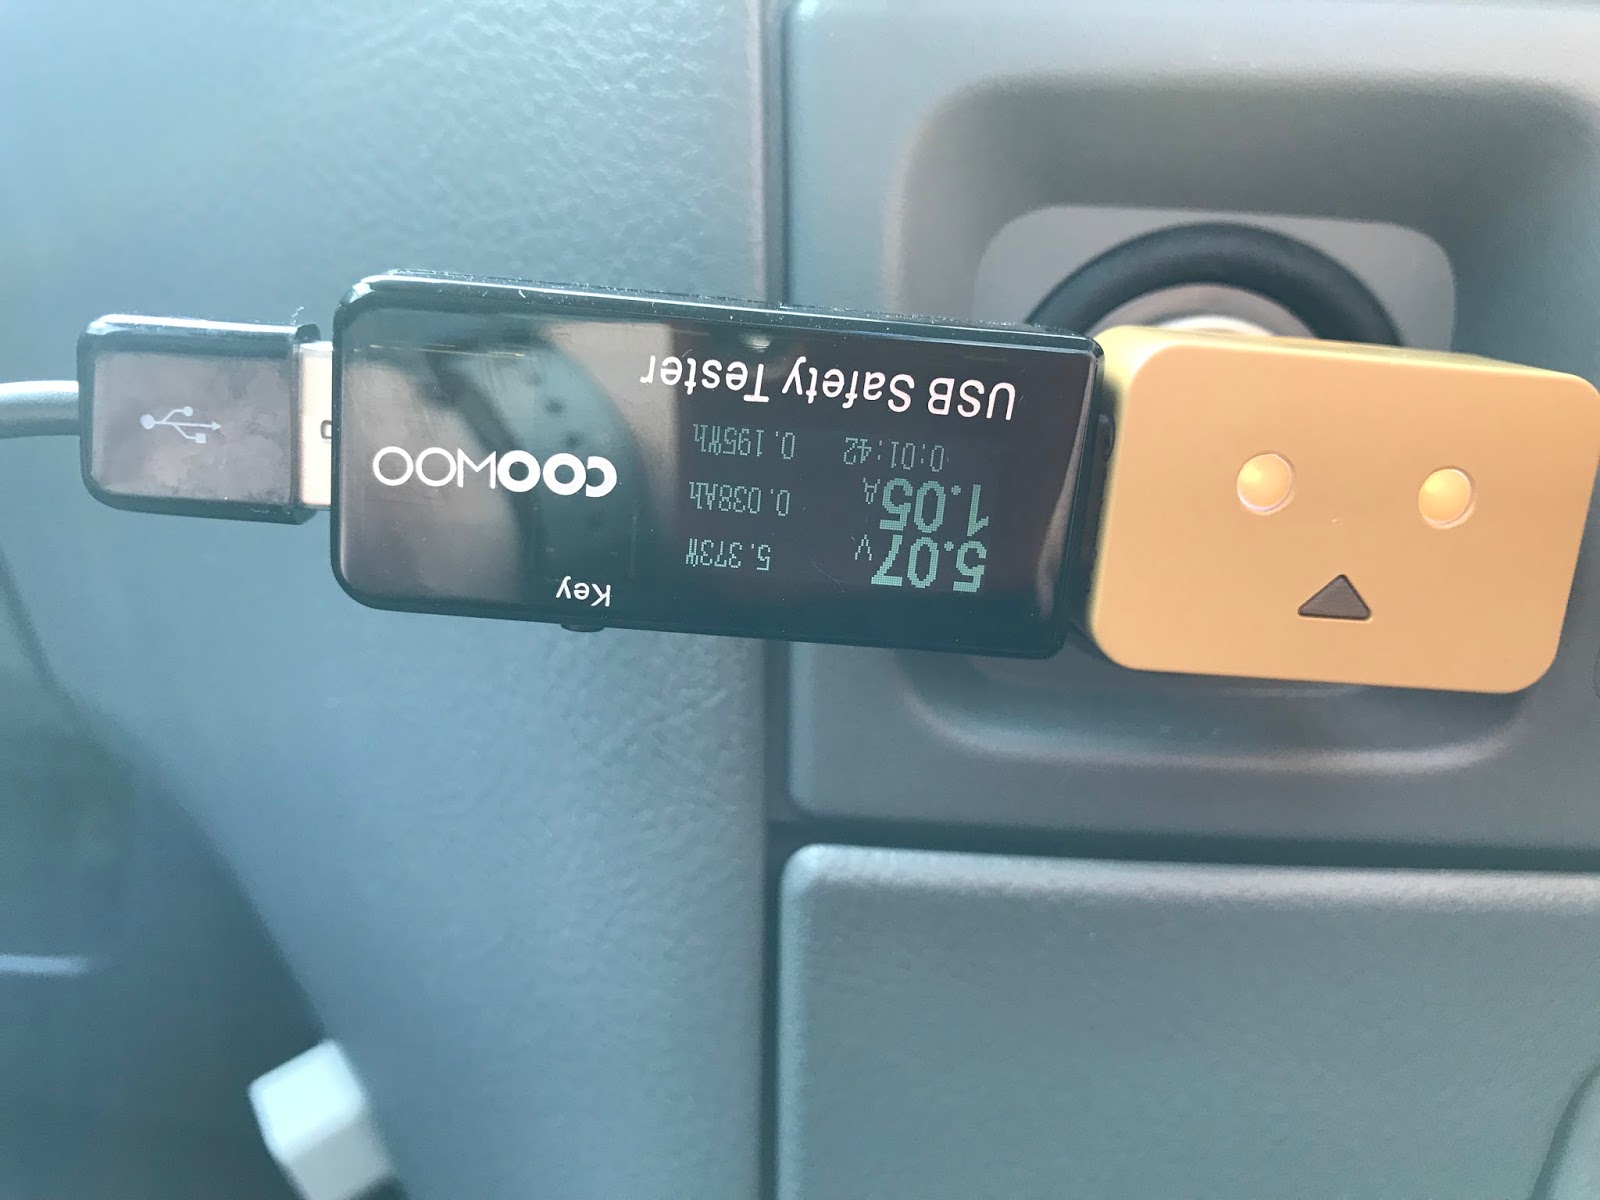 Key
5.07V 5.373W
1.05A 0.038Ah
0:01:42 0.195Wh
COOWOO
USB Safety Tester